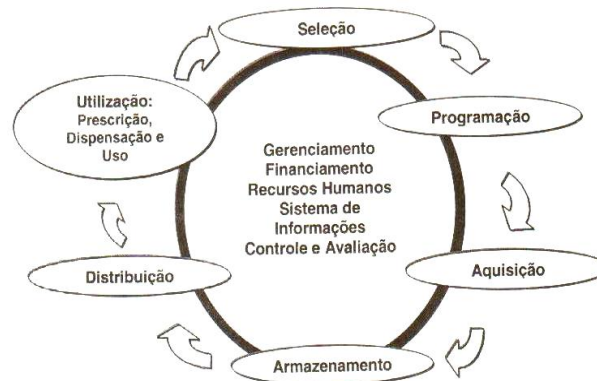 Seleção
Programação
Aquisição
Armazenamento
Distribuição
Utilização:
Prescrição,
Dispensação e
Uso
Gerenciamento
Financiamento
Recursos Humanos
Sistema de
Informações
Controle e Avaliação